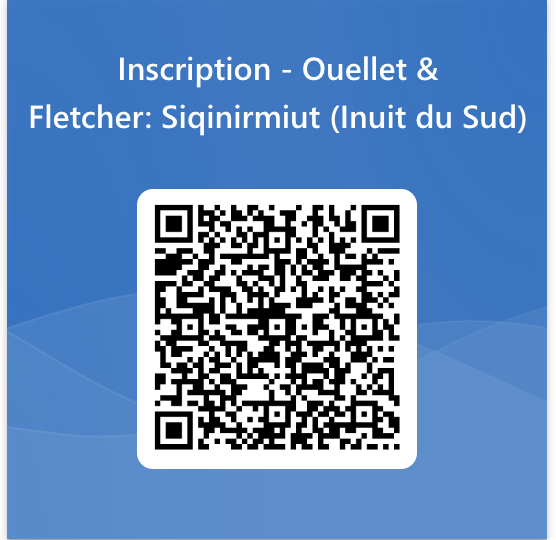 Inscription - Ouellet &
Fletcher: Siqinirmiut (Inuit du Sud)